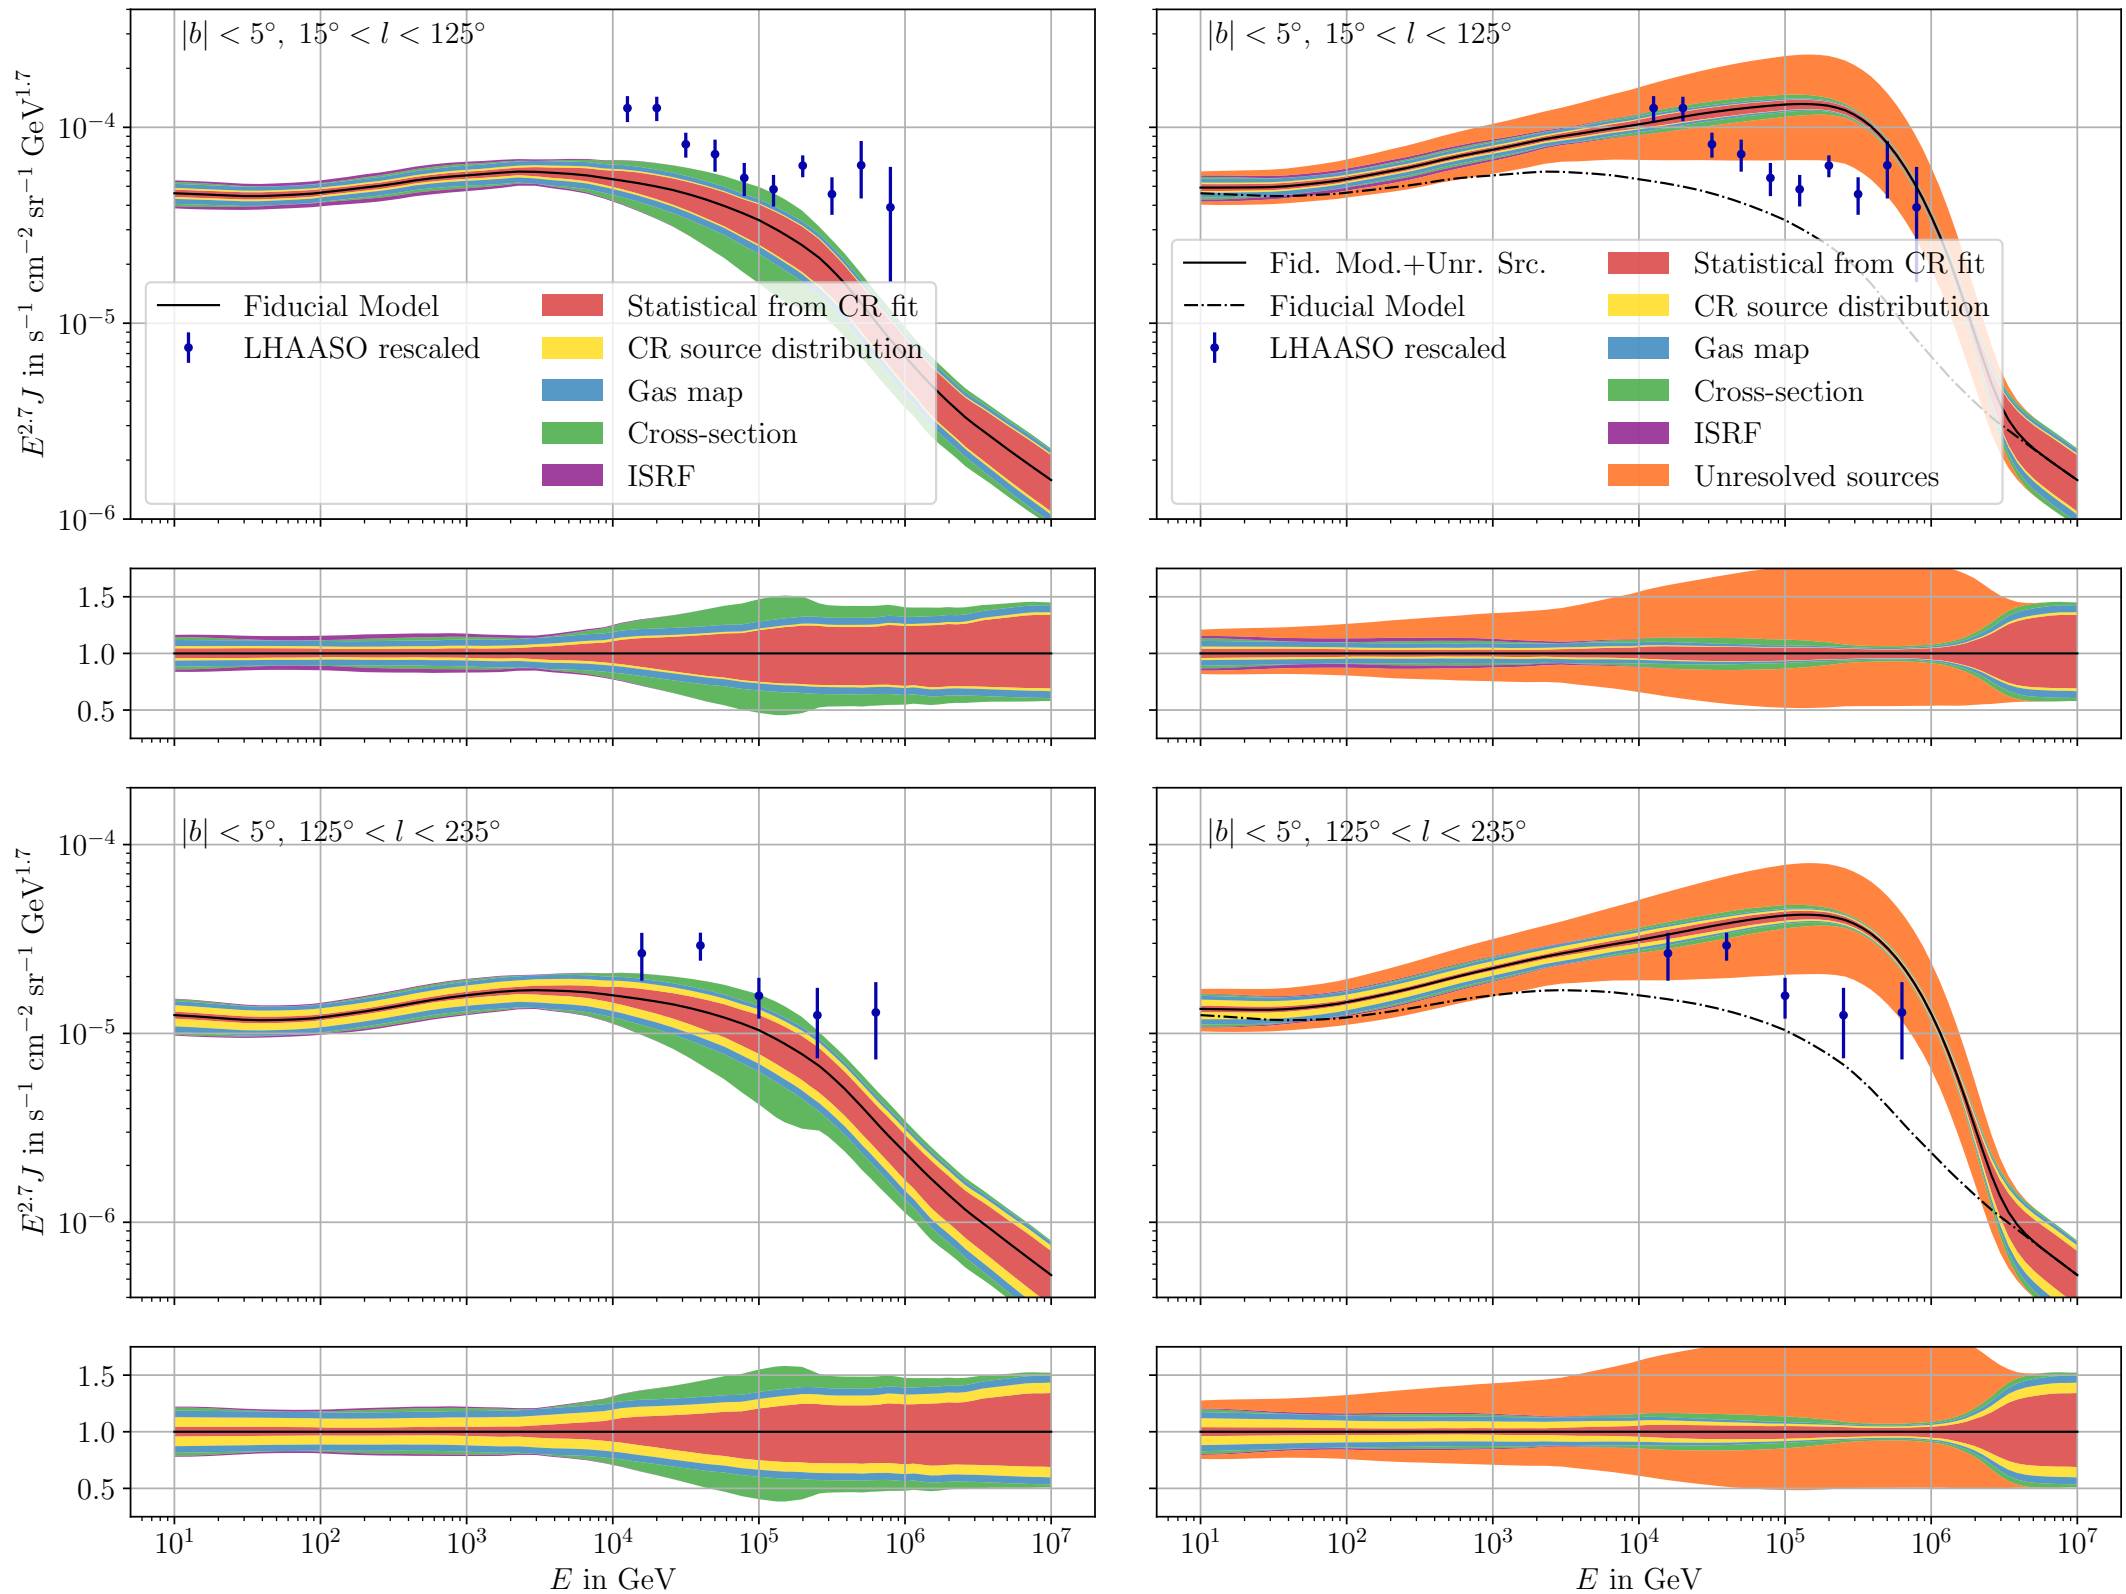 |b| < 5°, 15° < l < 125°
|b| < 5°, 15° < l < 125°
E^{2.7} J in s^{−1} cm^{−2} sr^{−1} GeV^{1.7}
10^{−4}
10^{−5}
10^{−6}
Fiducial Model
LHAASO rescaled
Statistical from CR fit
CR source distribution
Gas map
Cross-section
ISRF
Fid. Mod.+Unr. Src.
Fiducial Model
LHAASO rescaled
Statistical from CR fit
CR source distribution
Gas map
Cross-section
ISRF
Unresolved sources
1.5
1.0
0.5
|b| < 5°, 125° < l < 235°
|b| < 5°, 125° < l < 235°
E^{2.7} J in s^{−1} cm^{−2} sr^{−1} GeV^{1.7}
10^{−4}
10^{−5}
10^{−6}
1.5
1.0
0.5
10^1 10^2 10^3 10^4 10^5 10^6 10^7
10^1 10^2 10^3 10^4 10^5 10^6 10^7
E in GeV
E in GeV